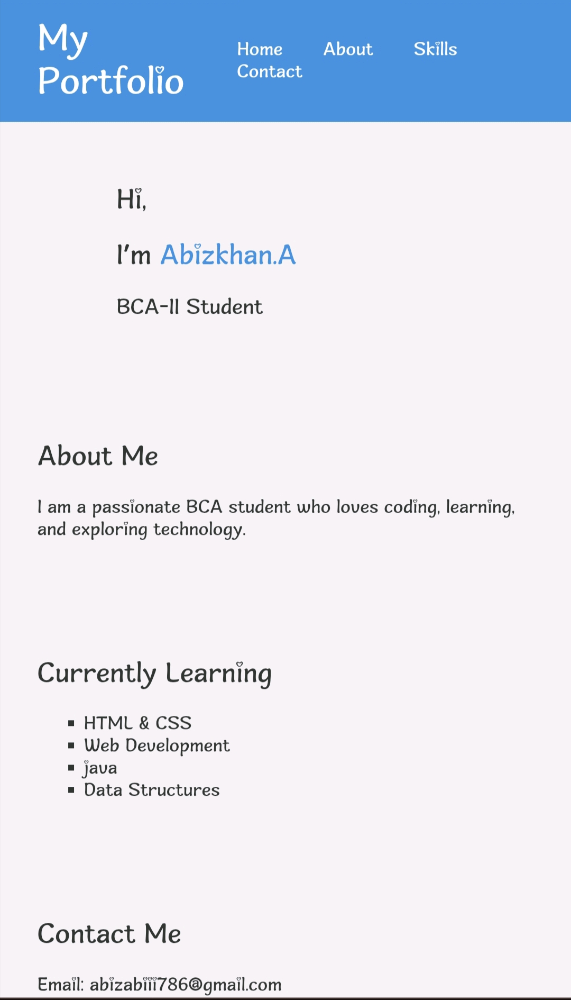 My
Portfolio
Home About Skills
Contact
Hi,
I'm Abizkhan.A
BCA-II Student
About Me
I am a passionate BCA student who loves coding, learning,
and exploring technology.
Currently Learning
HTML & CSS
Web Development
java
Data Structures
Contact Me
Email: abizabiii786@gmail.com